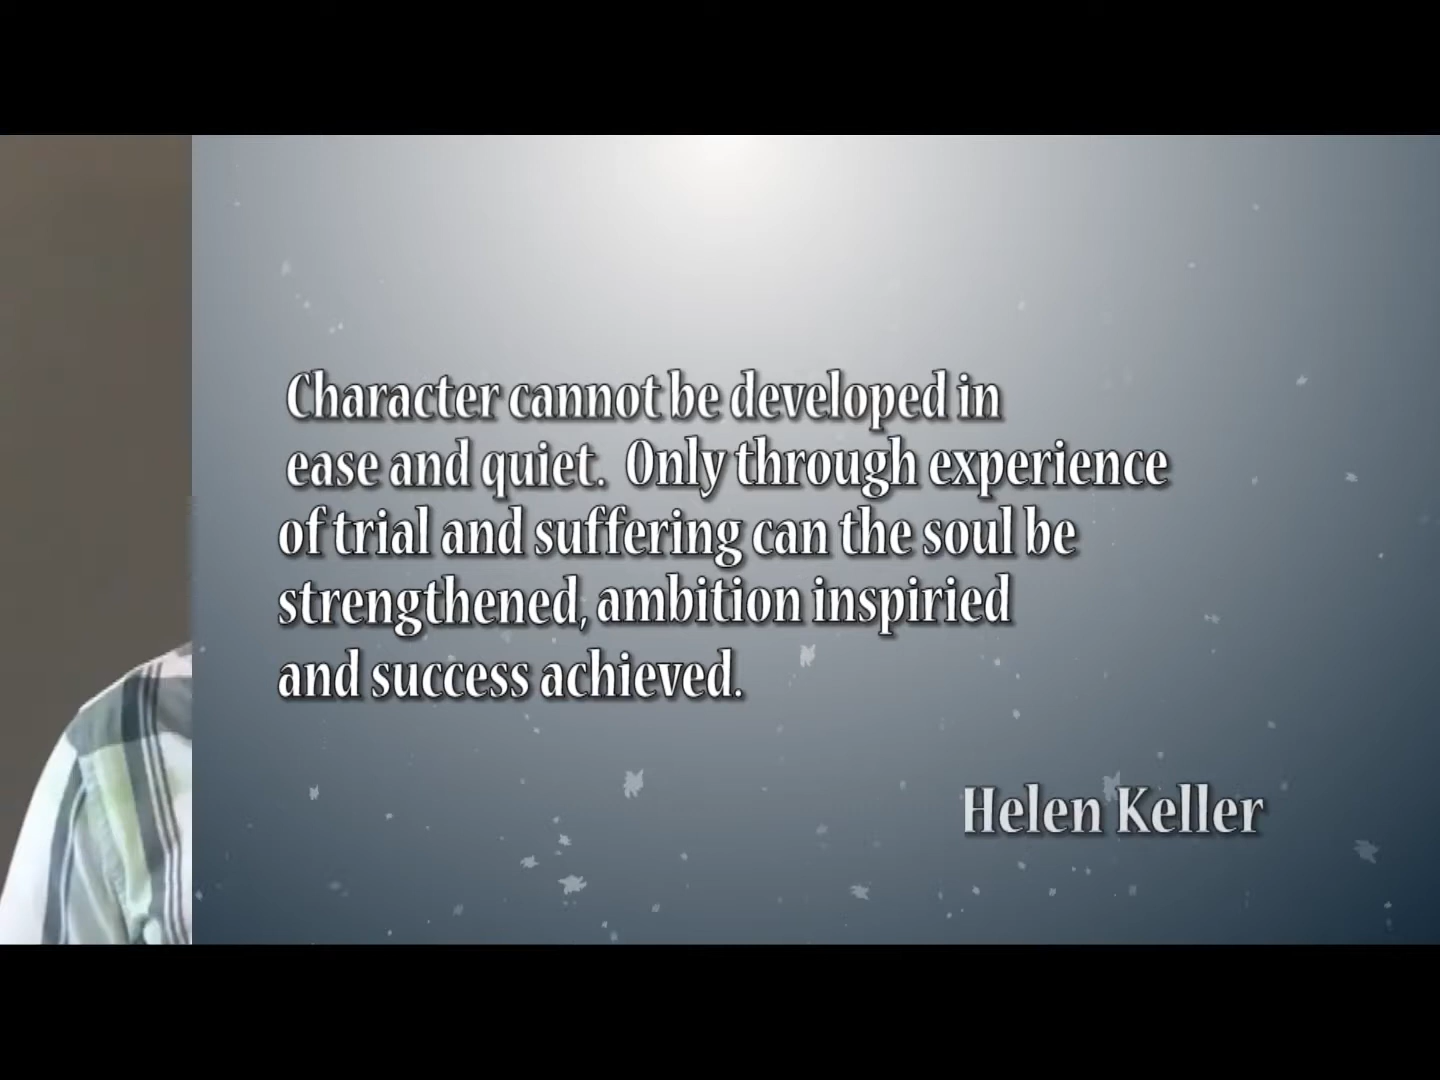 Character cannot be developed in
ease and quiet. Only through experience
of trial and suffering can the soul be
strengthened, ambition inspiried
and success achieved.
Helen Keller